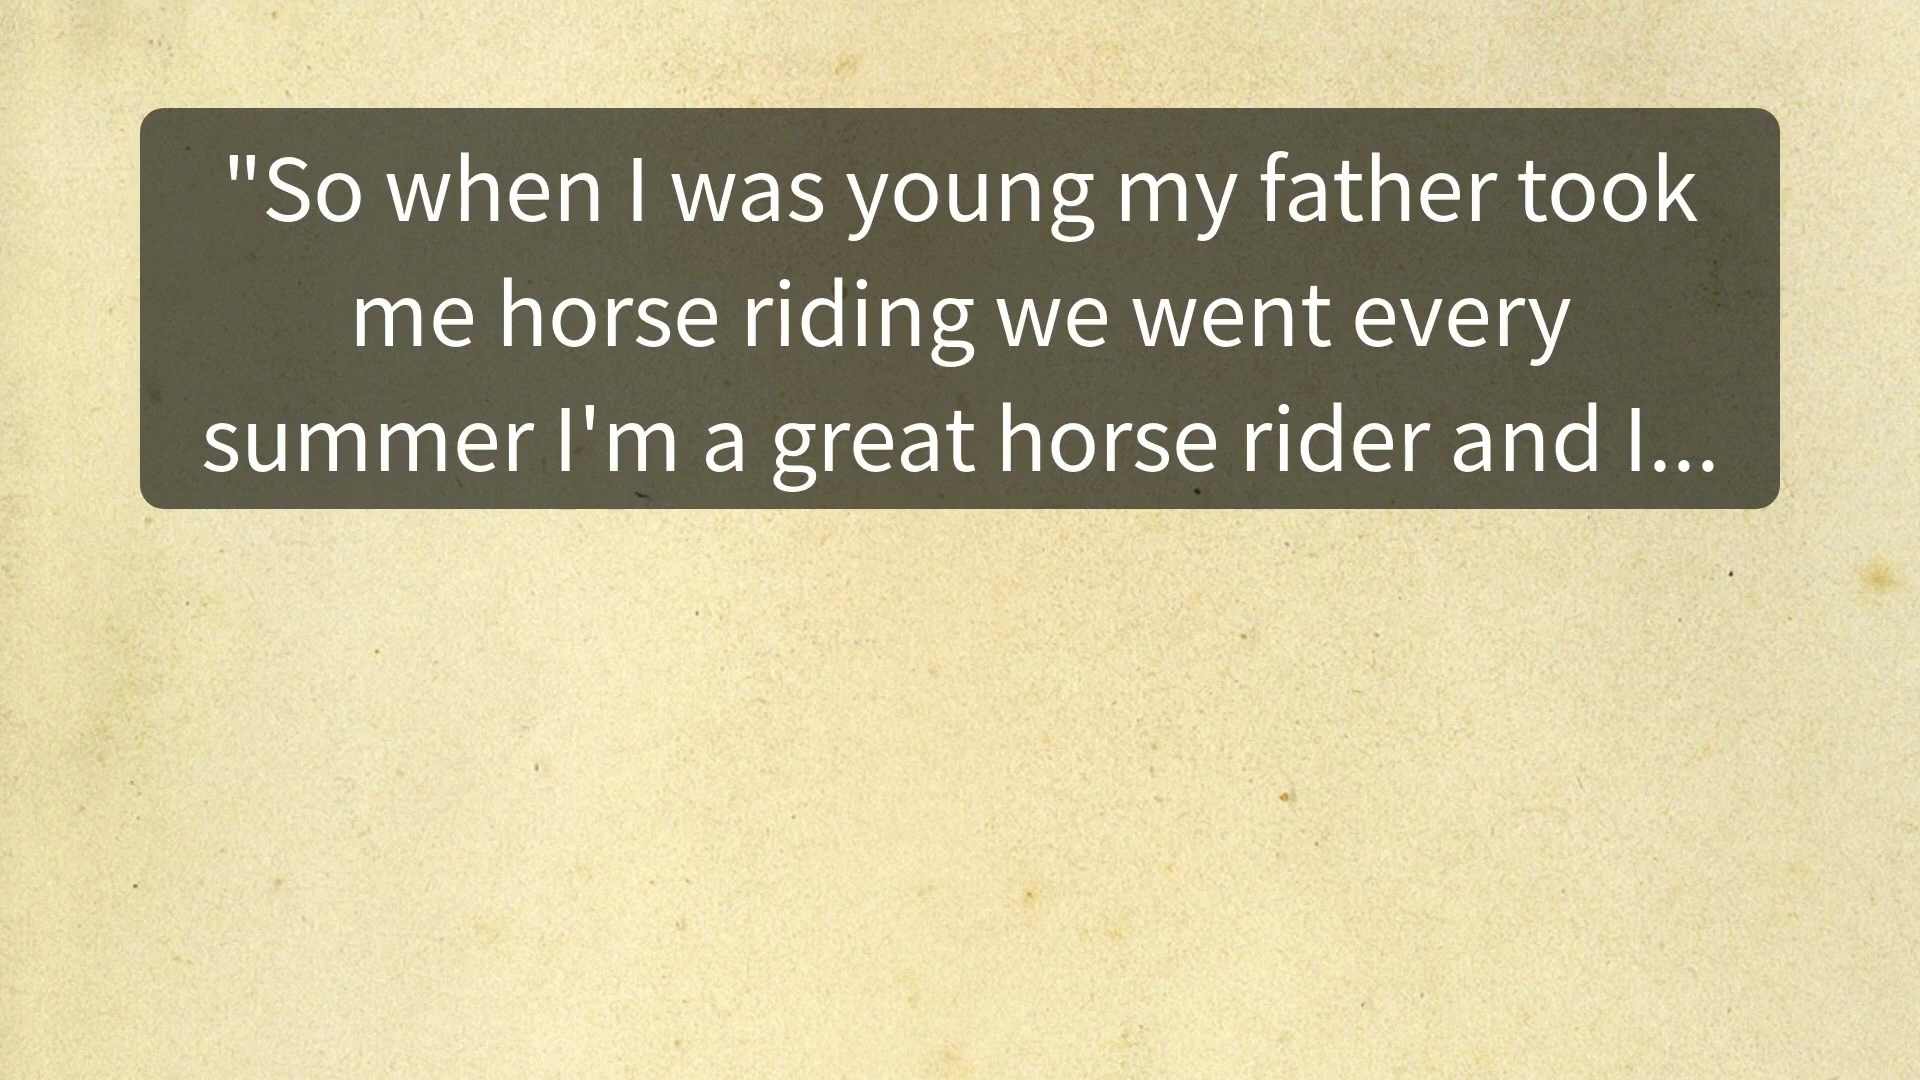 "So when I was young my father took
me horse riding we went every
summer I'm a great horse rider and I...